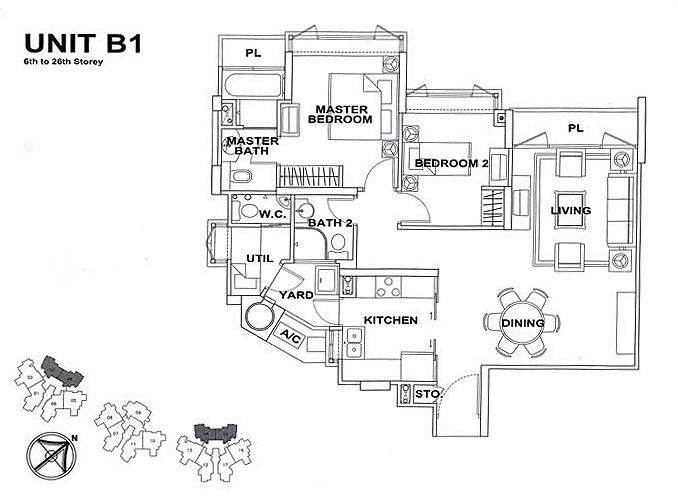 UNIT B1
6th to 26th Storey
PL
MASTER
BEDROOM
PL
MASTER
BATH
BEDROOM 2
W.C.
BATH 2
LIVING
UTIL
YARD
KITCHEN
DINING
A/C
STO.
N